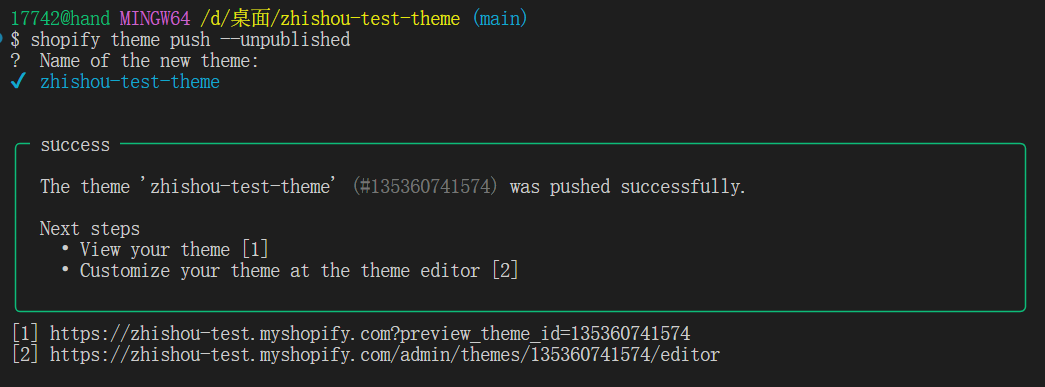 17742@hand MINGW64 /d/桌面/zhishou-test-theme (main)
$ shopify theme push --unpublished
?  Name of the new theme:
✔  zhishou-test-theme
success
The theme 'zhishou-test-theme' (#135360741574) was pushed successfully.
Next steps
• View your theme [1]
• Customize your theme at the theme editor [2]
[1] https://zhishou-test.myshopify.com?preview_theme_id=135360741574
[2] https://zhishou-test.myshopify.com/admin/themes/135360741574/editor